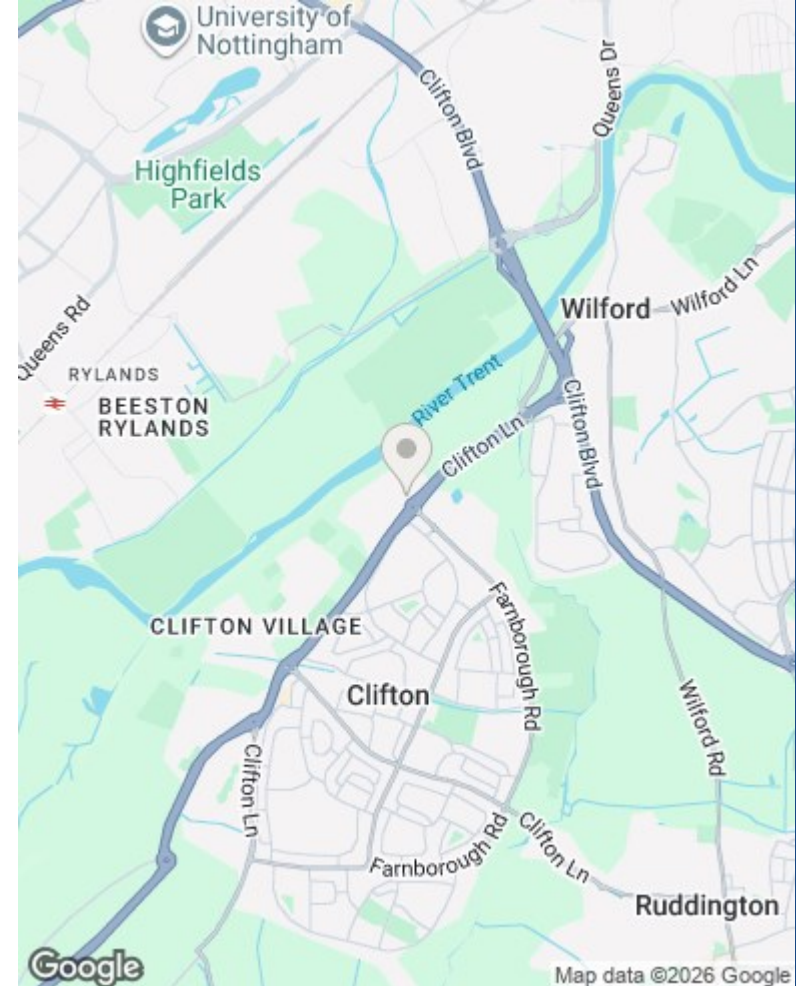 University of
Nottingham
Clifton Blvd
Queens Dr
Highfields
Park
Wilford
Wilford Ln
Queens Rd
RYLANDS
BEESTON
RYLANDS
River Trent
Clifton Ln
Clifton Blvd
CLIFTON VILLAGE
Farnborough Rd
Clifton
Wilford Rd
Clifton Ln
Farnborough Rd
Clifton Ln
Ruddington
Google
Map data ©2026 Google